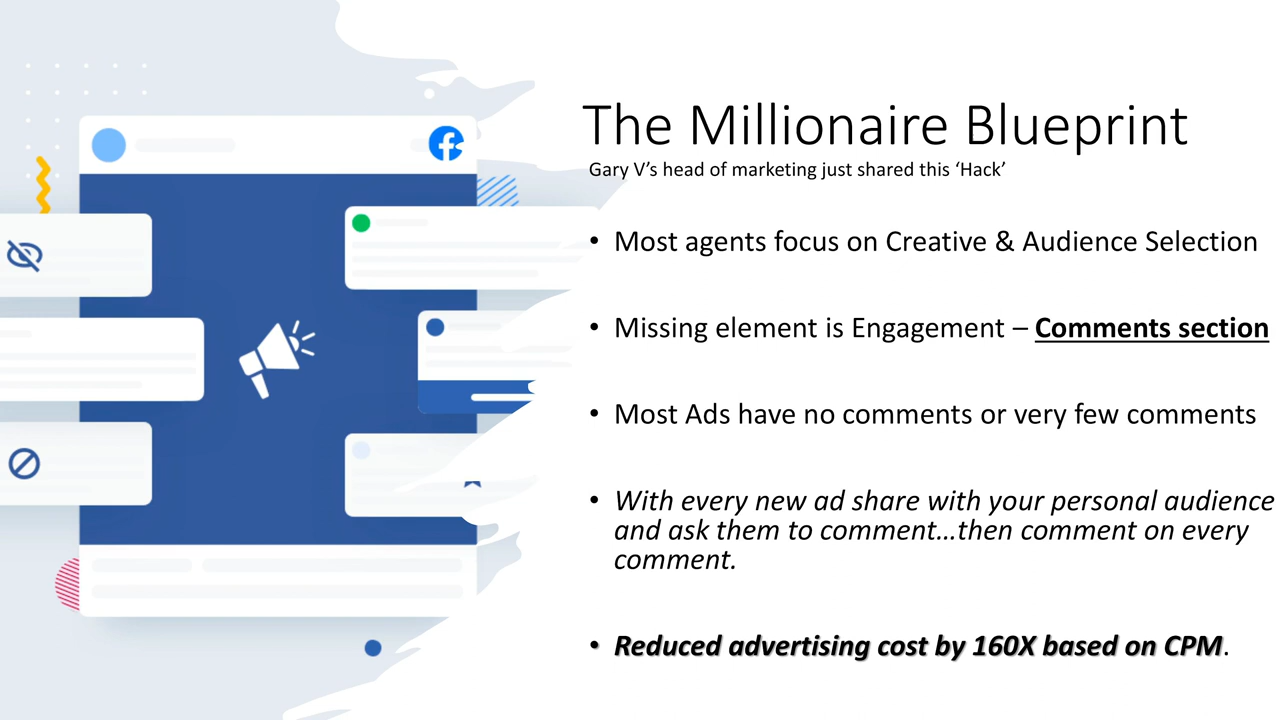 The Millionaire Blueprint
Gary V’s head of marketing just shared this ‘Hack’
• Most agents focus on Creative & Audience Selection
• Missing element is Engagement – Comments section
• Most Ads have no comments or very few comments
• With every new ad share with your personal audience
and ask them to comment…then comment on every
comment.
• Reduced advertising cost by 160X based on CPM.